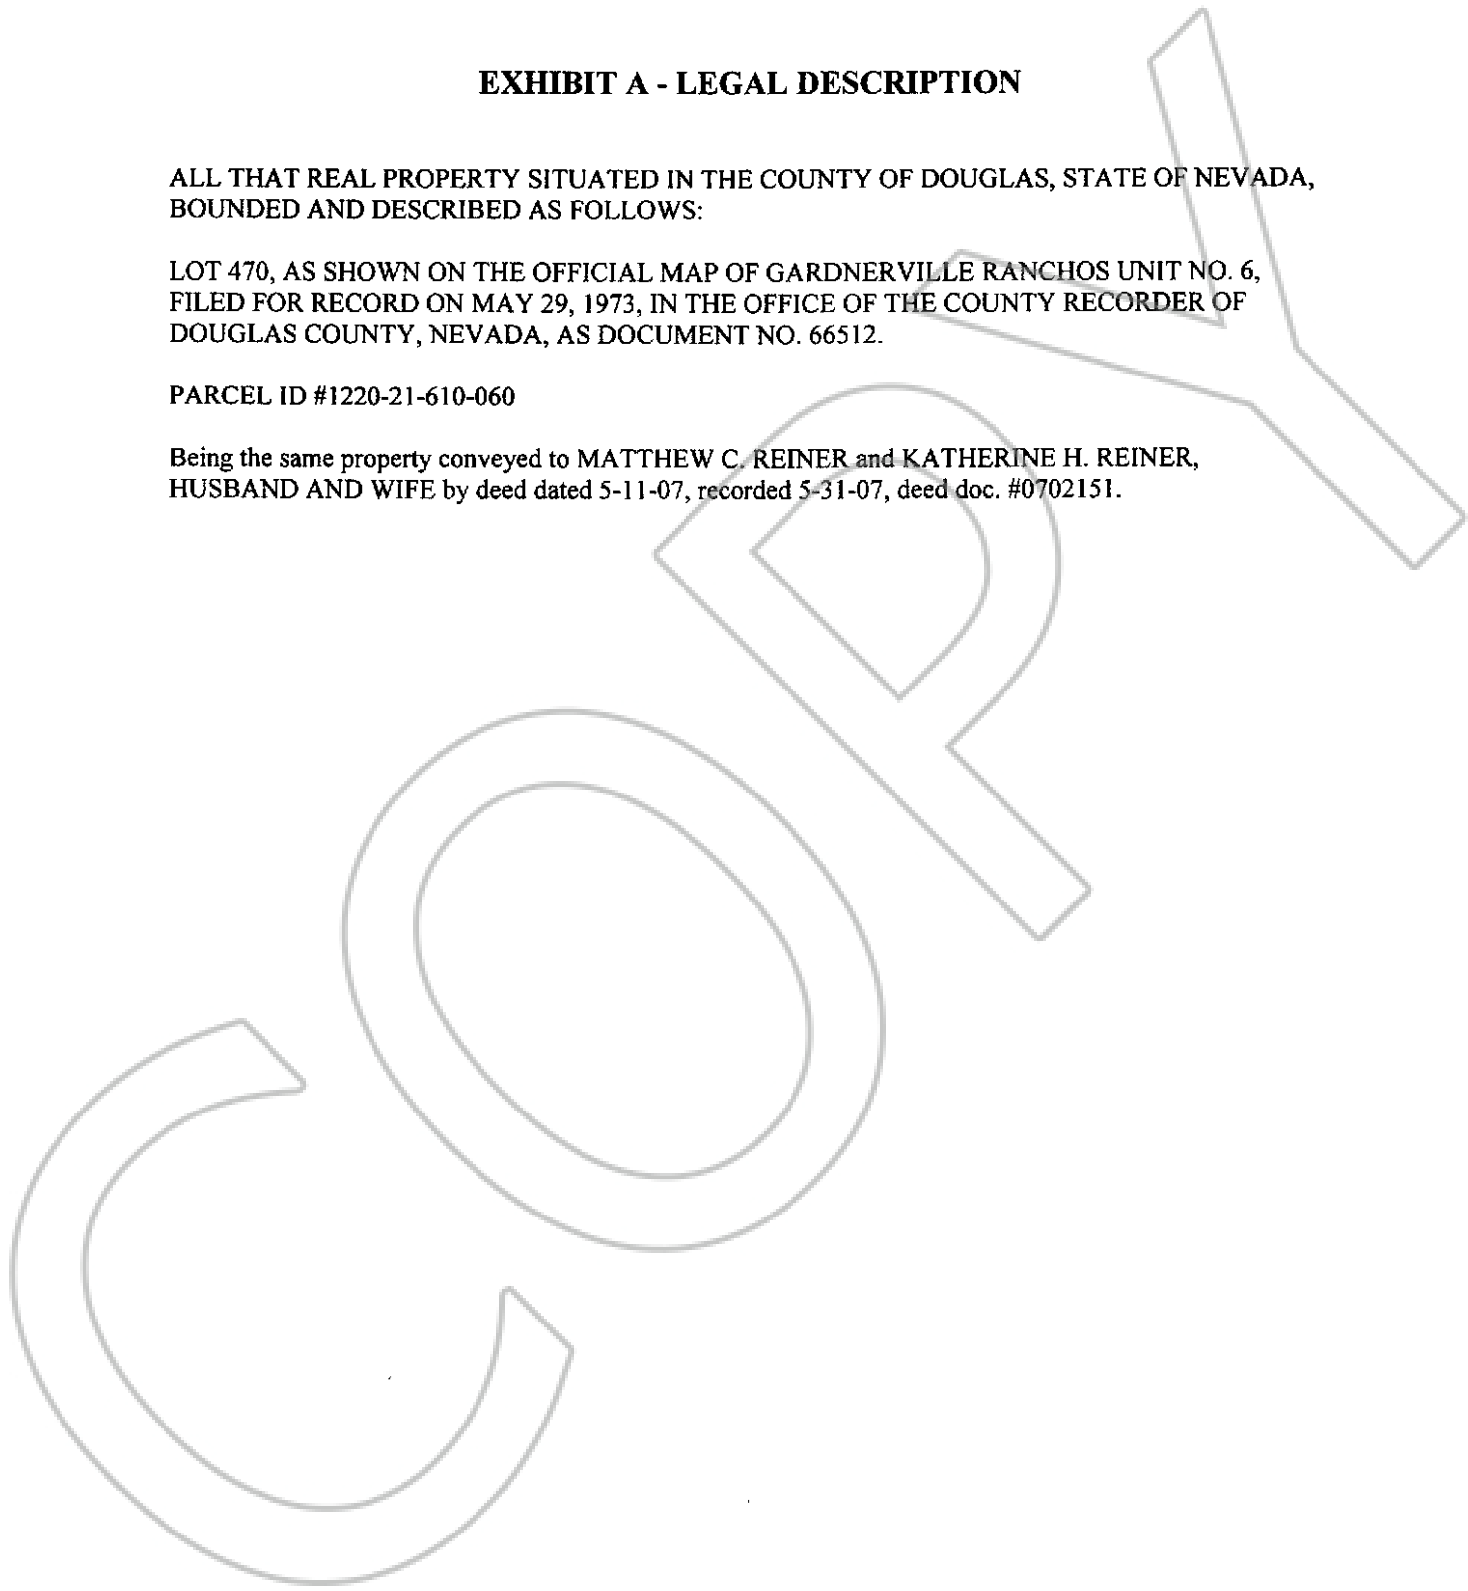 EXHIBIT A - LEGAL DESCRIPTION
ALL THAT REAL PROPERTY SITUATED IN THE COUNTY OF DOUGLAS, STATE OF NEVADA,
BOUNDED AND DESCRIBED AS FOLLOWS:
LOT 470, AS SHOWN ON THE OFFICIAL MAP OF GARDNERVILLE RANCHOS UNIT NO. 6,
FILED FOR RECORD ON MAY 29, 1973, IN THE OFFICE OF THE COUNTY RECORDER OF
DOUGLAS COUNTY, NEVADA, AS DOCUMENT NO. 66512.
PARCEL ID #1220-21-610-060
Being the same property conveyed to MATTHEW C. REINER and KATHERINE H. REINER,
HUSBAND AND WIFE by deed dated 5-11-07, recorded 5-31-07, deed doc. #0702151.
COPY